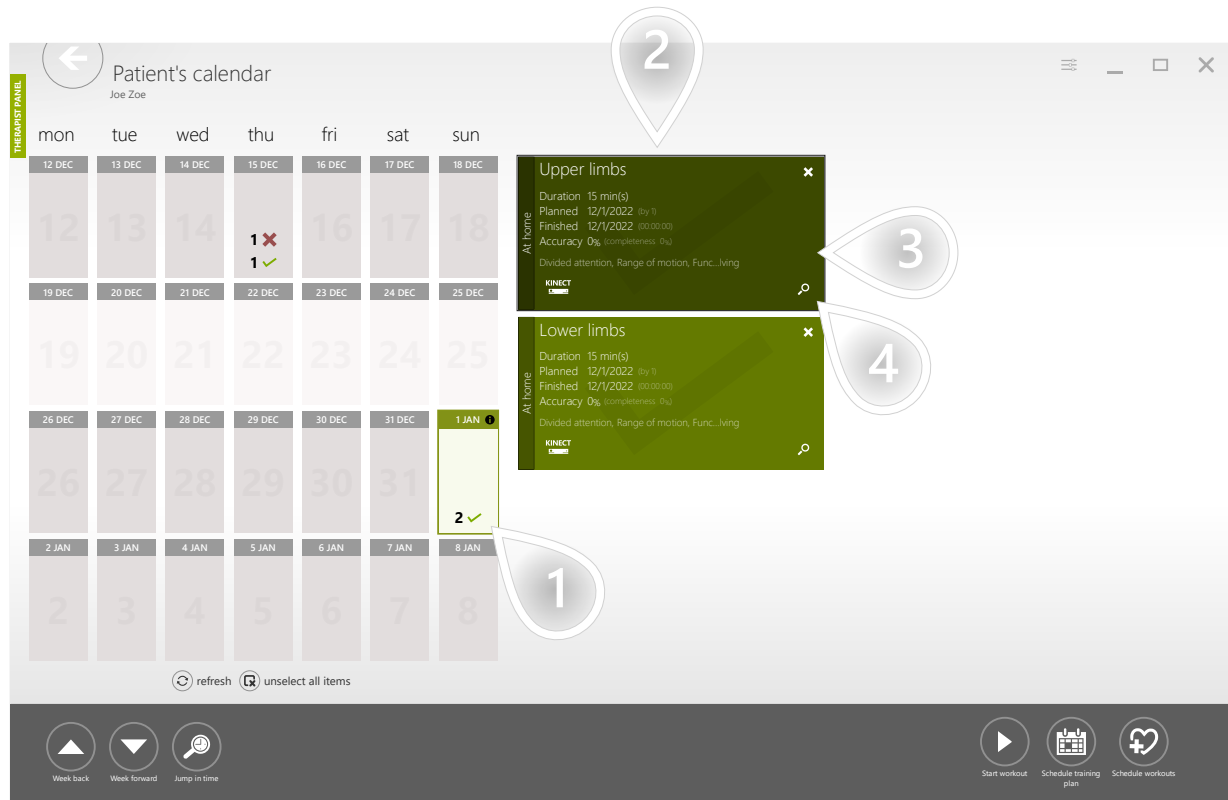 2
Patient's calendar
Joe Zoe
THERAPIST PANEL
mon tue wed thu fri sat sun
12 DEC 13 DEC 14 DEC 15 DEC 16 DEC 17 DEC 18 DEC
12 13 14 16 17 18
1
1
19 DEC 20 DEC 21 DEC 22 DEC 23 DEC 24 DEC 25 DEC
19 20 21 22 23 24 25
26 DEC 27 DEC 28 DEC 29 DEC 30 DEC 31 DEC 1 JAN
26 27 28 29 30 31
2
2 JAN 3 JAN 4 JAN 5 JAN 6 JAN 7 JAN 8 JAN
2 3 4 5 6 7 8
1
refresh unselect all items
At home
Upper limbs
Duration 15 min(s)
Planned 12/1/2022 (by 1)
Finished 12/1/2022 (00:00:00)
Accuracy 0% (completeness 0%)
Divided attention, Range of motion, Func...lving
KINECT
3
At home
Lower limbs
Duration 15 min(s)
Planned 12/1/2022 (by 1)
Finished 12/1/2022 (00:00:00)
Accuracy 0% (completeness 0%)
Divided attention, Range of motion, Func...lving
KINECT
4
Week back
Week forward
Jump in time
Start workout
Schedule training
plan
Schedule workouts